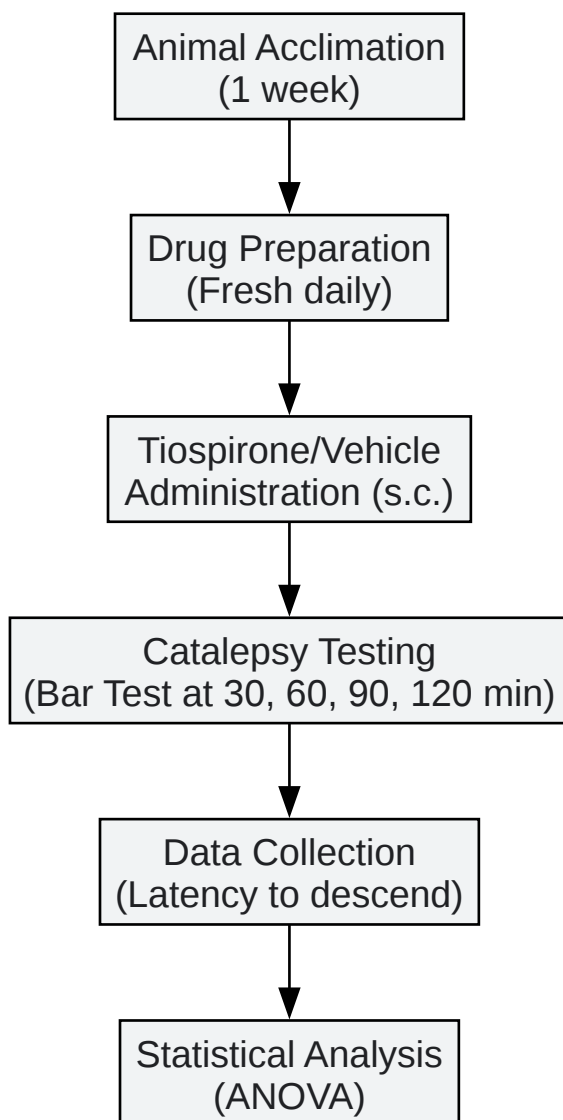 Animal Acclimation
(1 week)
Drug Preparation
(Fresh daily)
Tiospirone/Vehicle
Administration (s.c.)
Catalepsy Testing
(Bar Test at 30, 60, 90, 120 min)
Data Collection
(Latency to descend)
Statistical Analysis
(ANOVA)